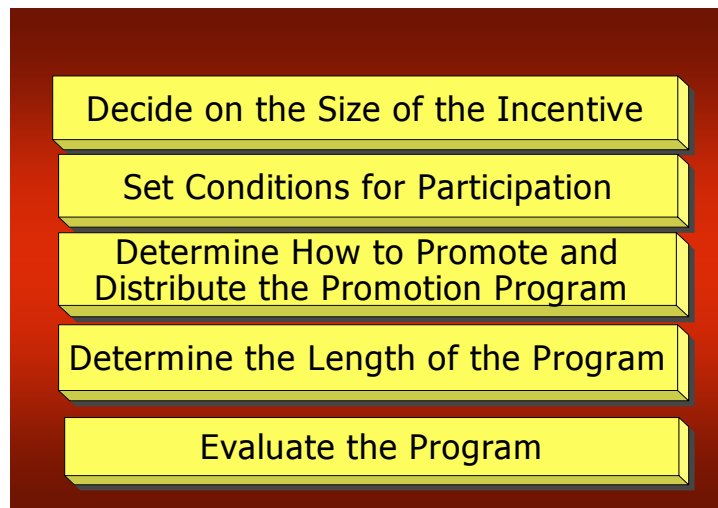 Decide on the Size of the Incentive
Set Conditions for Participation
Determine How to Promote and
Distribute the Promotion Program
Determine the Length of the Program
Evaluate the Program